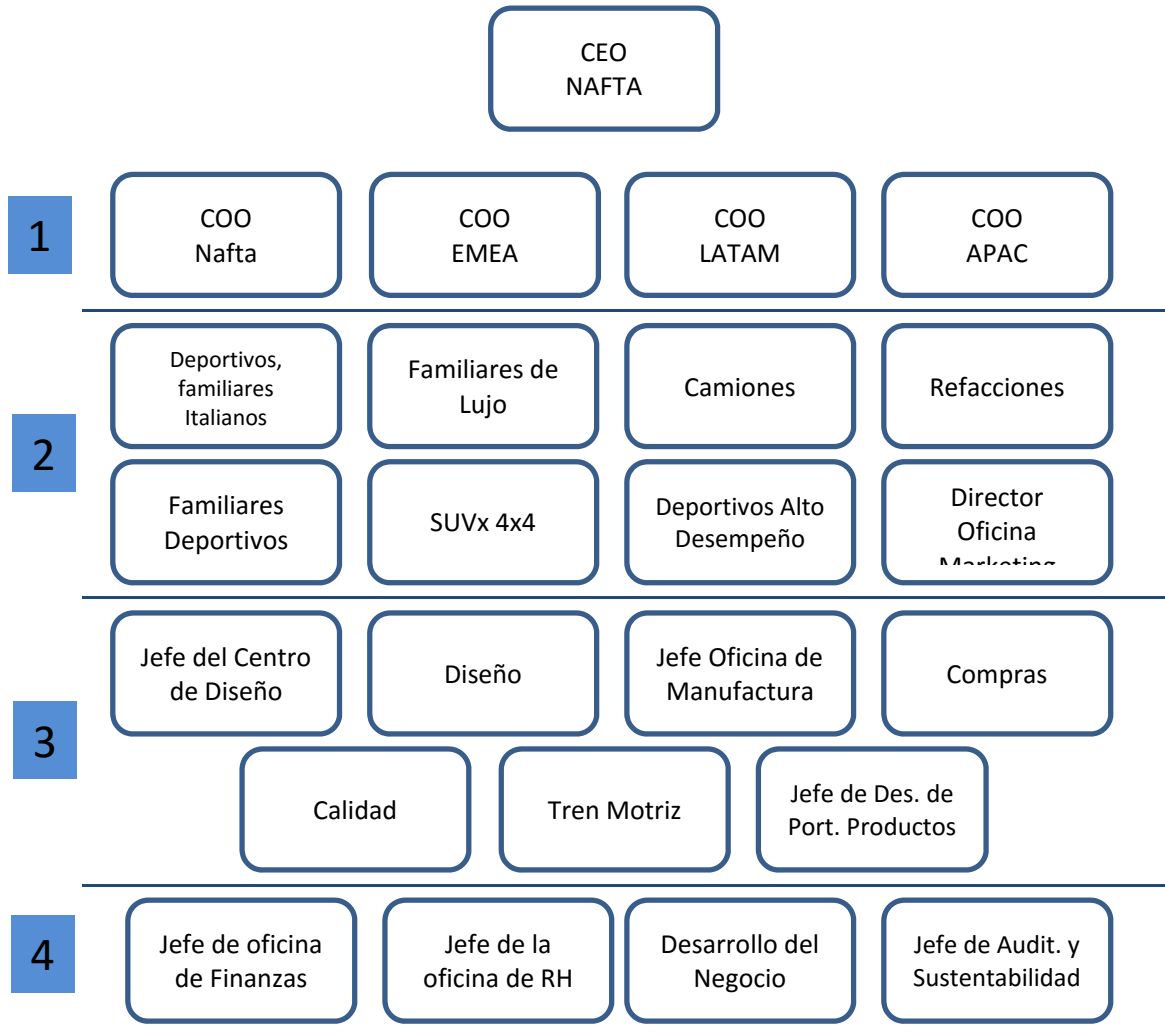 CEO
NAFTA
1
COO
Nafta
COO
EMEA
COO
LATAM
COO
APAC
2
Deportivos,
familiares
Italianos
Familiares de
Lujo
Camiones
Refacciones
Familiares
Deportivos
SUVx 4x4
Deportivos Alto
Desempeño
Director
Oficina
Marketing
3
Jefe del Centro
de Diseño
Diseño
Jefe Oficina de
Manufactura
Compras
Calidad
Tren Motriz
Jefe de Des. de
Port. Productos
4
Jefe de oficina
de Finanzas
Jefe de la
oficina de RH
Desarrollo del
Negocio
Jefe de Audit. y
Sustentabilidad